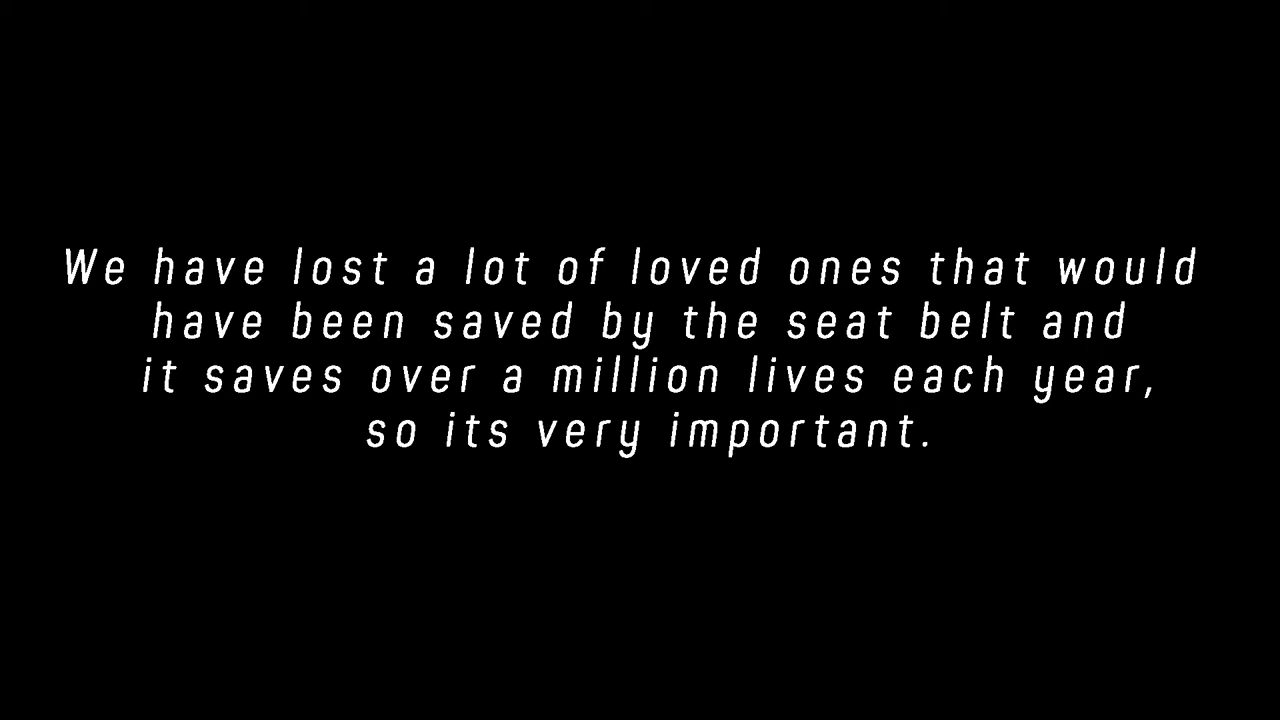 We have lost a lot of loved ones that would
have been saved by the seat belt and
it saves over a million lives each year,
so its very important.